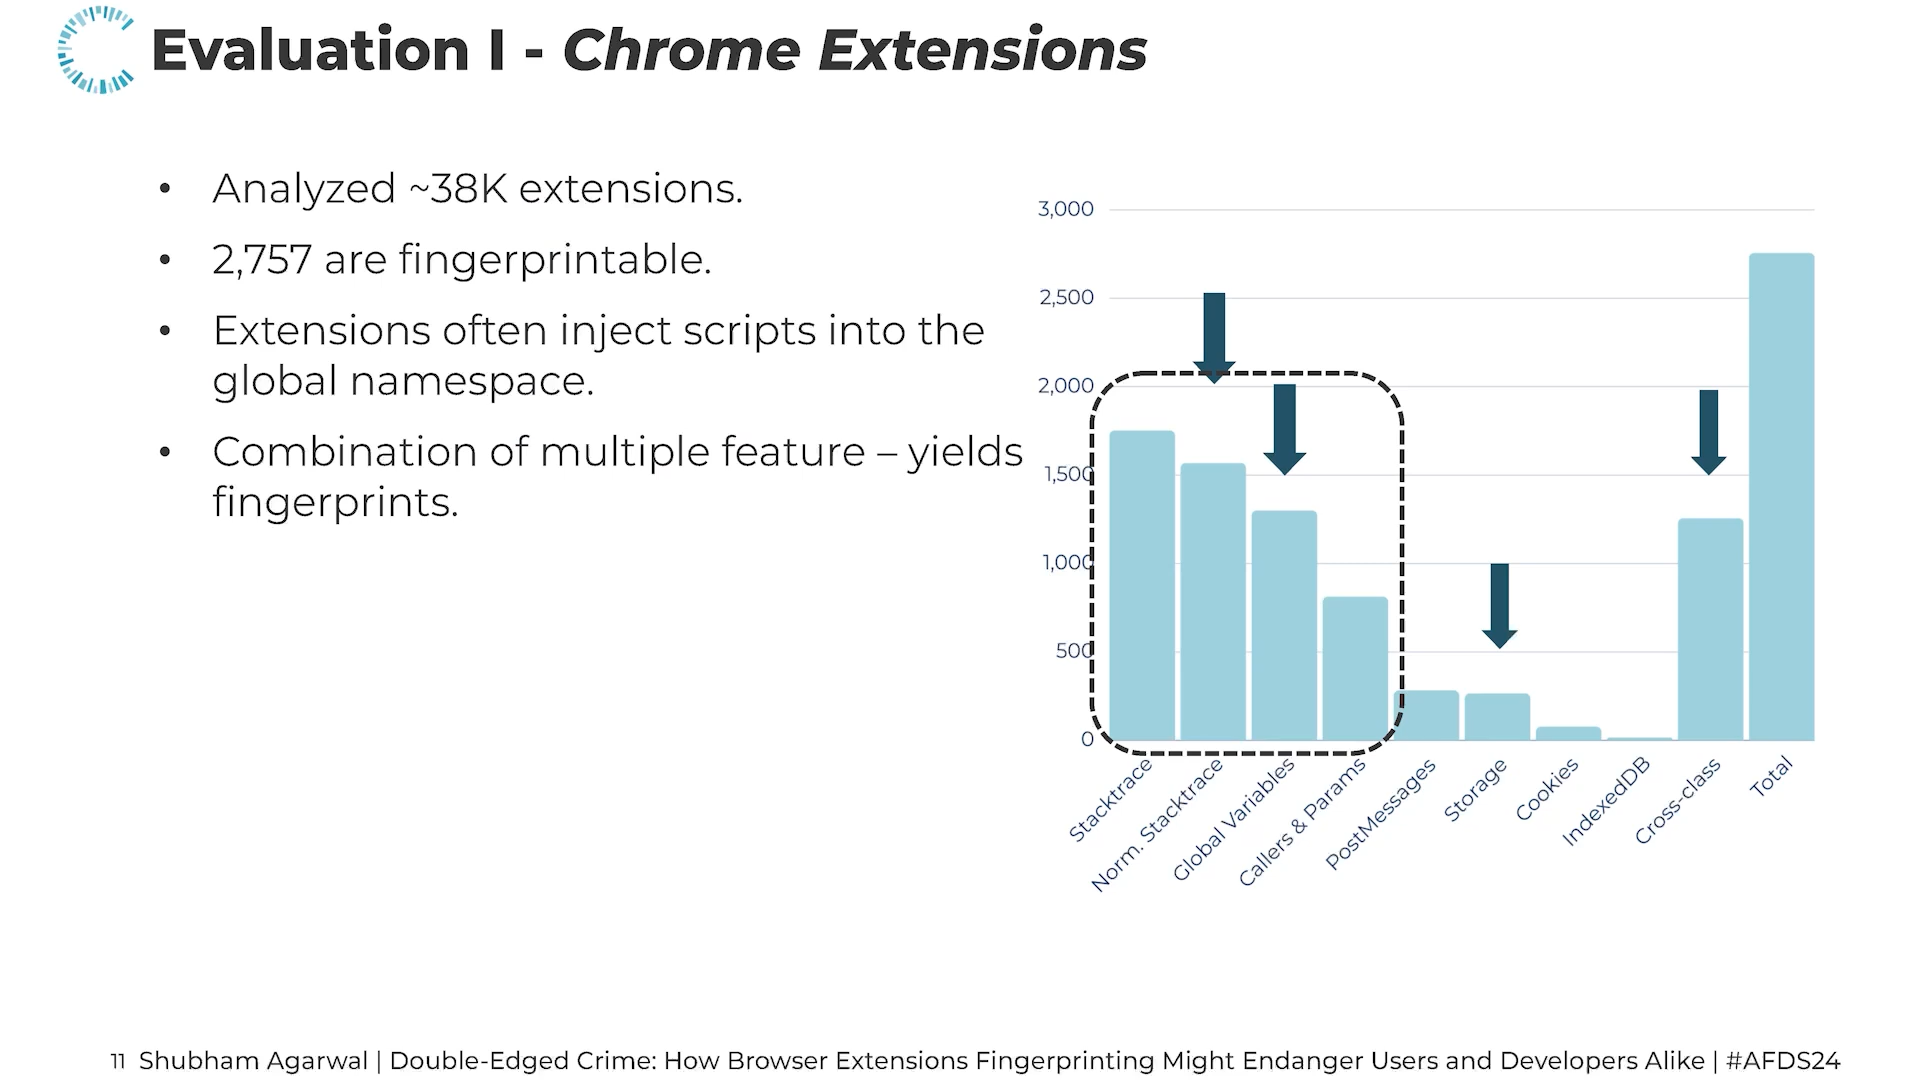 Evaluation I - Chrome Extensions
• Analyzed ~38K extensions.
• 2,757 are fingerprintable.
• Extensions often inject scripts into the
global namespace.
• Combination of multiple feature – yields
fingerprints.
3,000
2,500
2,000
1,500
1,000
500
0
Stacktrace
Norm. Stacktrace
Global Variables
Callers & Params
PostMessages
Storage
Cookies
IndexedDB
Cross-class
Total
11 Shubham Agarwal | Double-Edged Crime: How Browser Extensions Fingerprinting Might Endanger Users and Developers Alike | #AFDS24